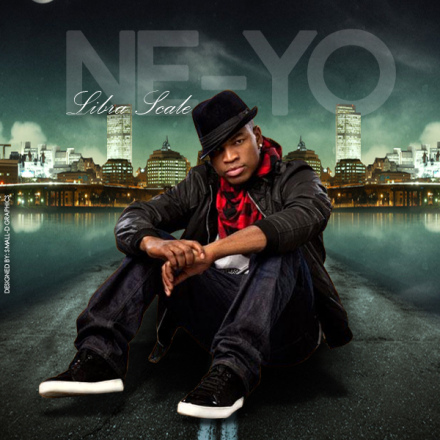 NE-YO
Libra Scale
DESIGNED BY: SMALL-D GRAPHICS